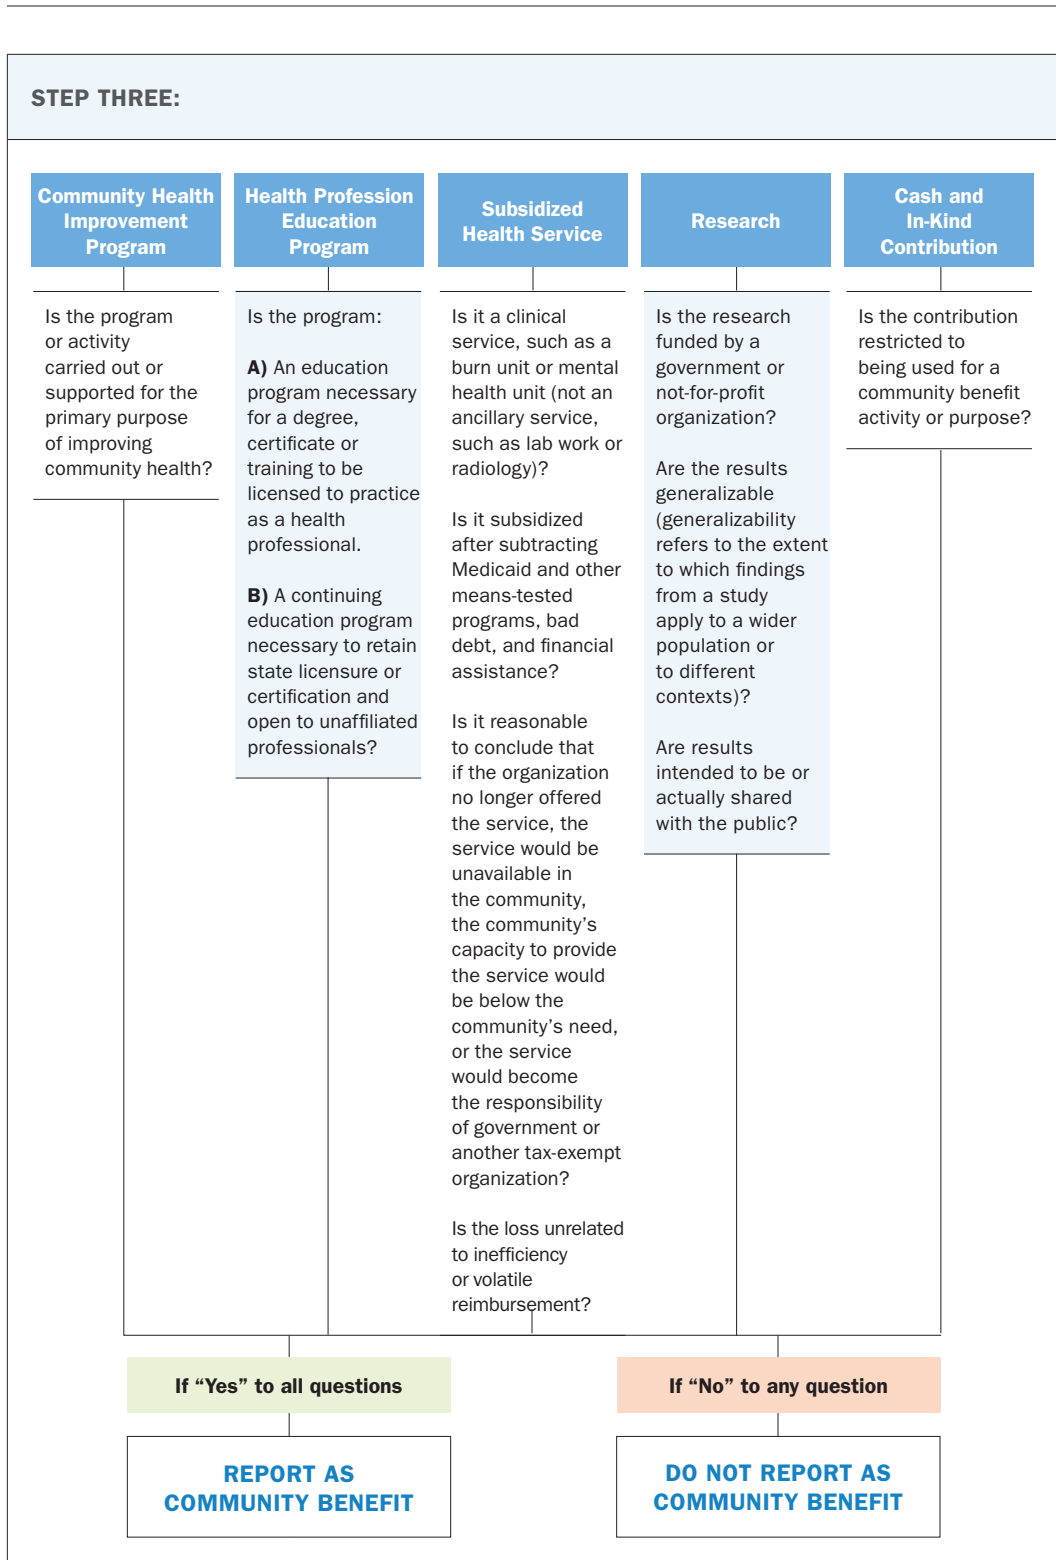 STEP THREE:
Community Health
Improvement
Program
Is the program
or activity
carried out or
supported for the
primary purpose
of improving
community health?
Health Profession
Education
Program
Is the program:
A) An education
program necessary
for a degree,
certificate or
training to be
licensed to practice
as a health
professional.
B) A continuing
education program
necessary to retain
state licensure or
certification and
open to unaffiliated
professionals?
Subsidized
Health Service
Is it a clinical
service, such as a
burn unit or mental
health unit (not an
ancillary service,
such as lab work or
radiology)?
Is it subsidized
after subtracting
Medicaid and other
means-tested
programs, bad
debt, and financial
assistance?
Is it reasonable
to conclude that
if the organization
no longer offered
the service, the
service would be
unavailable in
the community,
the community’s
capacity to provide
the service would
be below the
community’s need,
or the service
would become
the responsibility
of government or
another tax-exempt
organization?
Is the loss unrelated
to inefficiency
or volatile
reimbursement?
Research
Is the research
funded by a
government or
not-for-profit
organization?
Are the results
generalizable
(generalizability
refers to the extent
to which findings
from a study
apply to a wider
population or
to different
contexts)?
Are results
intended to be or
actually shared
with the public?
Cash and
In-Kind
Contribution
Is the contribution
restricted to
being used for a
community benefit
activity or purpose?
If “Yes” to all questions
REPORT AS
COMMUNITY BENEFIT
If “No” to any question
DO NOT REPORT AS
COMMUNITY BENEFIT